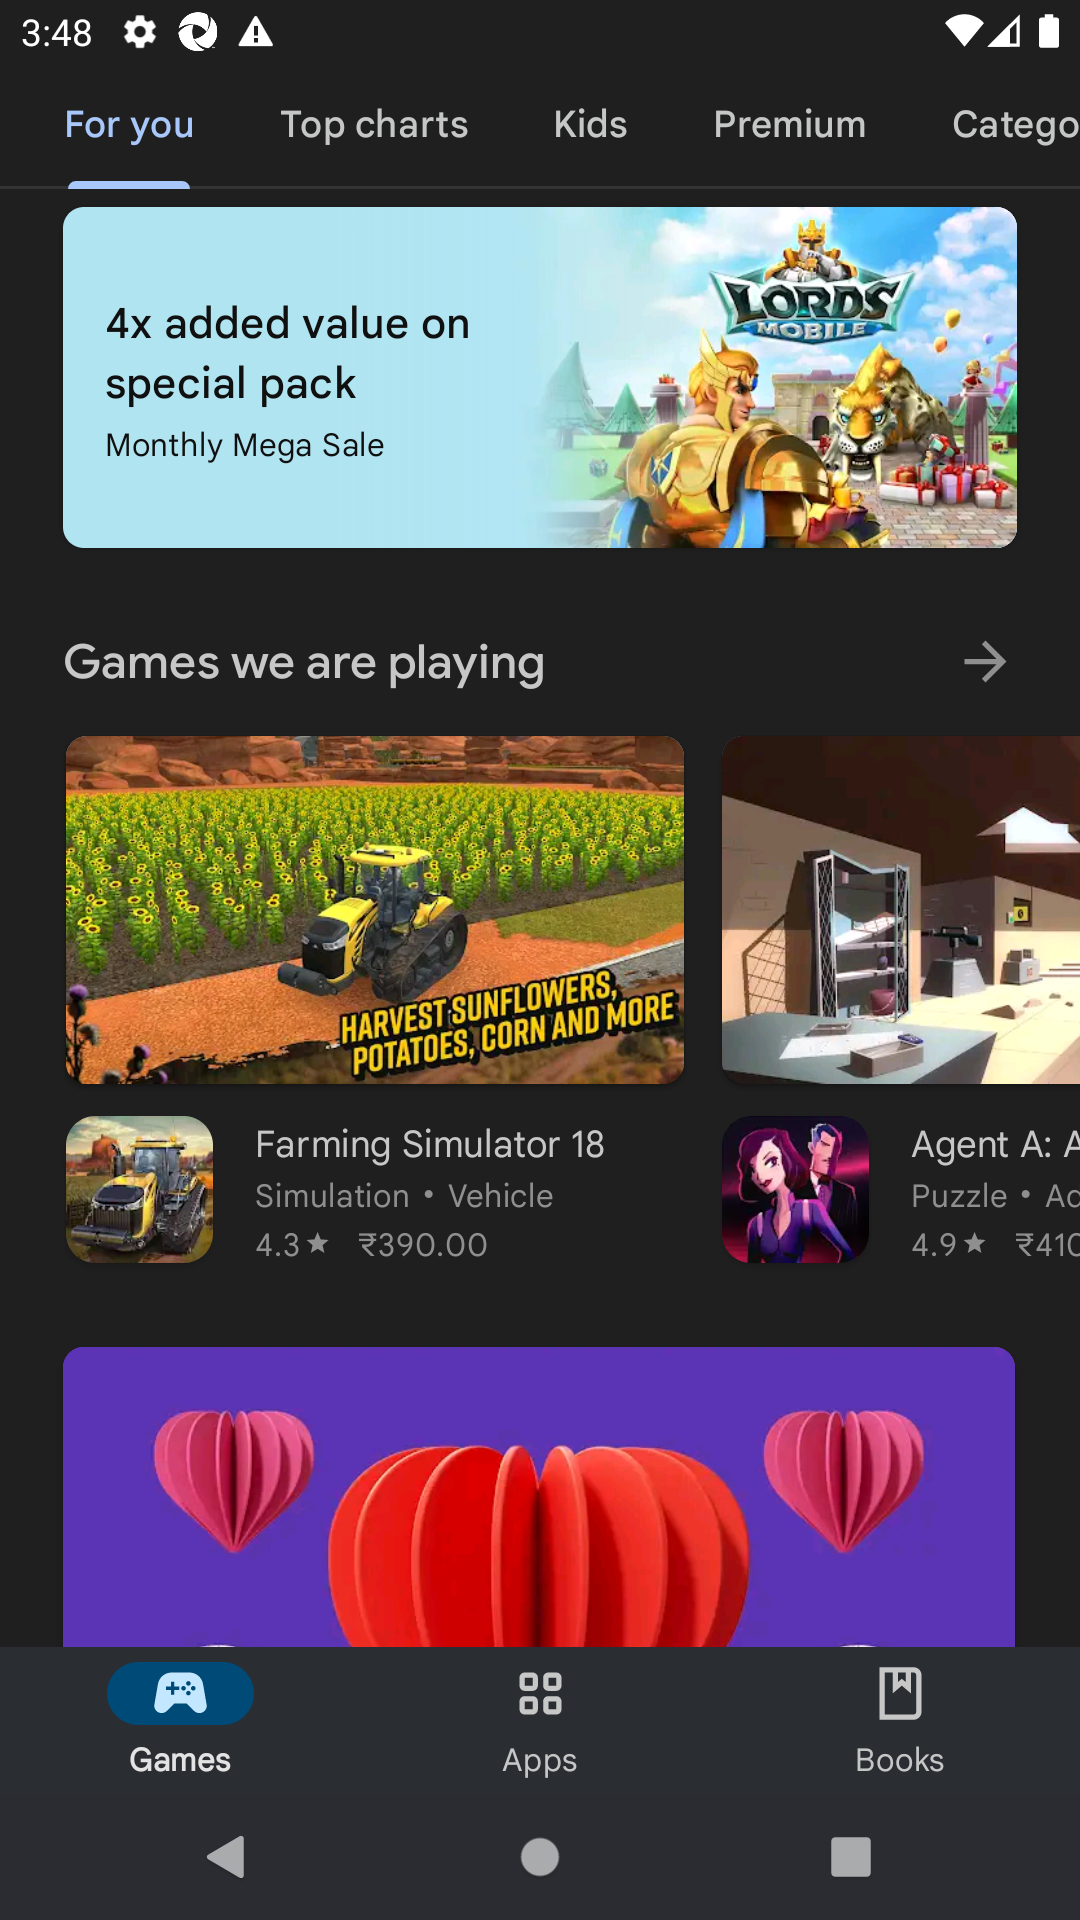 3:48
For you
Top charts
Kids
Premium
Catego
LORDS
MOBILE
4x added value on
special pack
Monthly Mega Sale
Games we are playing
HARVEST SUNFLOWERS,
POTATOES, CORN AND MORE
Farming Simulator 18
Simulation • Vehicle
4.3★ ₹390.00
Agent A: A
Puzzle • Ad
4.9★ ₹410
Games
Apps
Books